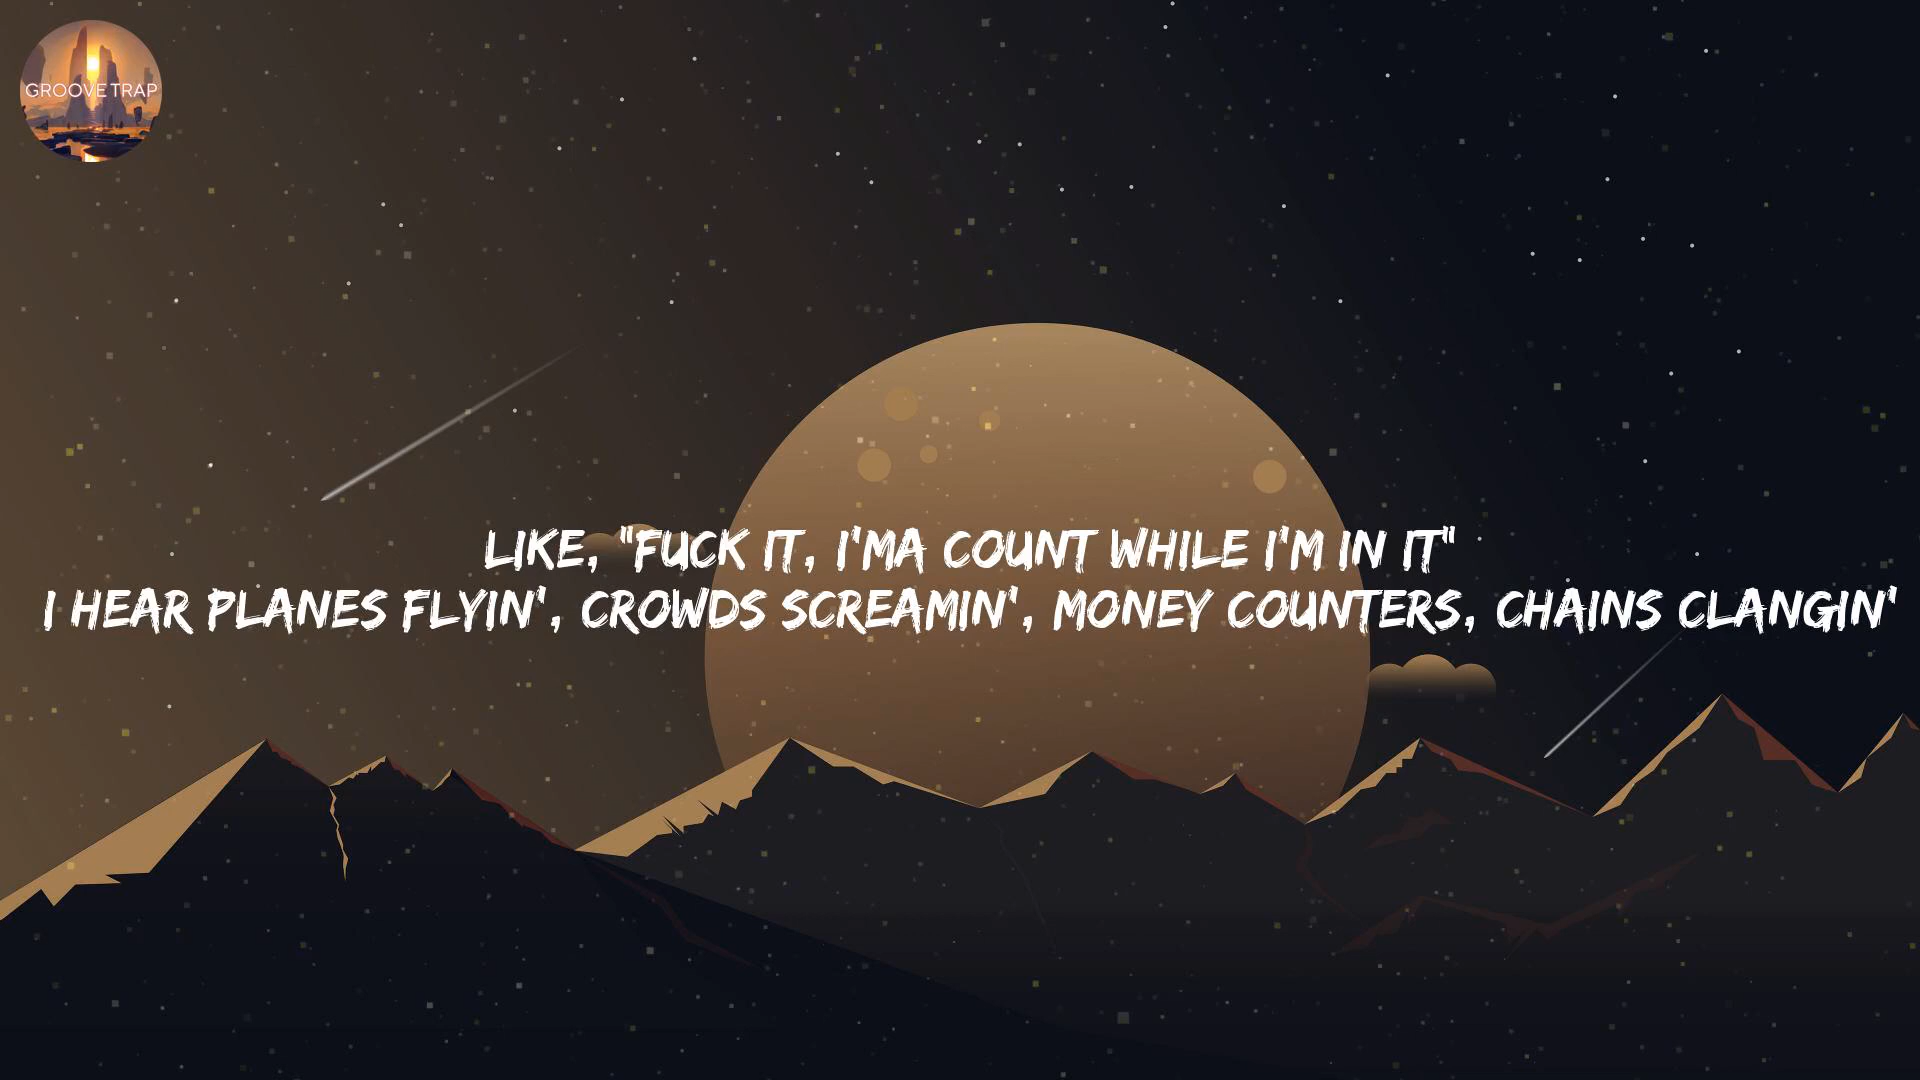 GROOVE TRAP
LIKE, "FUCK IT, I'MA COUNT WHILE I'M IN IT"
I HEAR PLANES FLYIN', CROWDS SCREAMIN', MONEY COUNTERS, CHAINS CLANGIN'